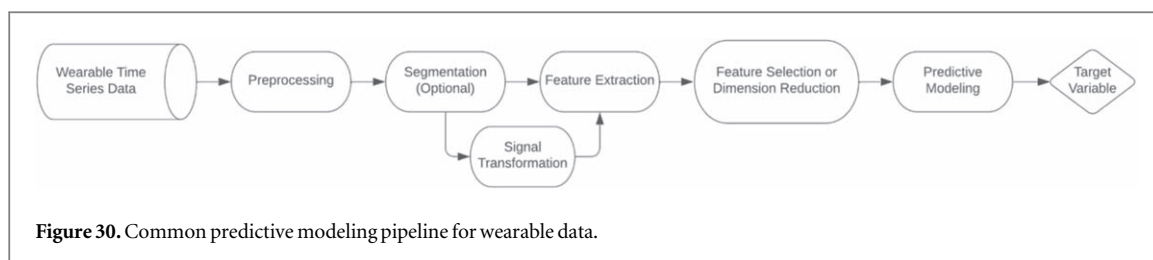 Wearable Time
Series Data
Preprocessing
Segmentation
(Optional)
Feature Extraction
Feature Selection or
Dimension Reduction
Predictive
Modeling
Target
Variable
Signal
Transformation
Figure 30. Common predictive modeling pipeline for wearable data.